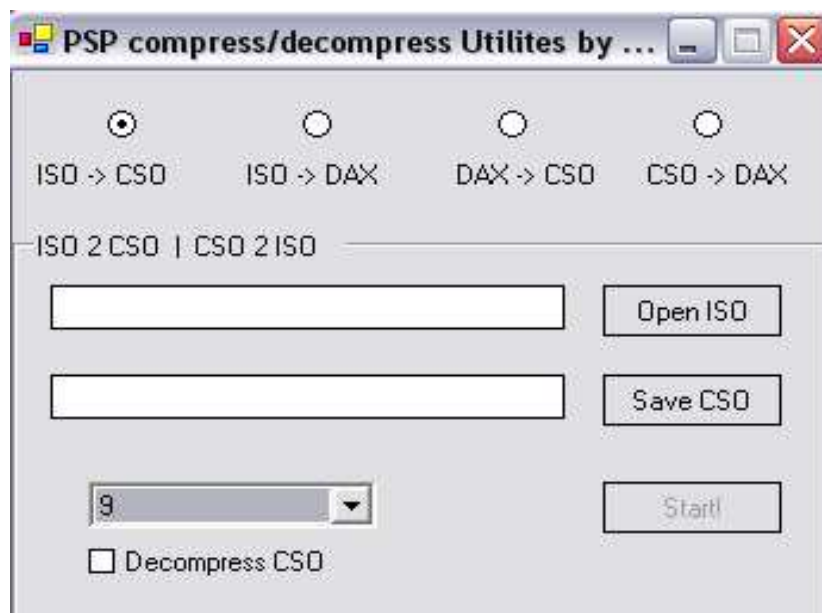 PSP compress/decompress Utilites by ...
ISO -> CSO ISO -> DAX DAX -> CSO CSO -> DAX
ISO 2 CSO | CSO 2 ISO
Open ISO
Save CSO
9 Start!
Decompress CSO